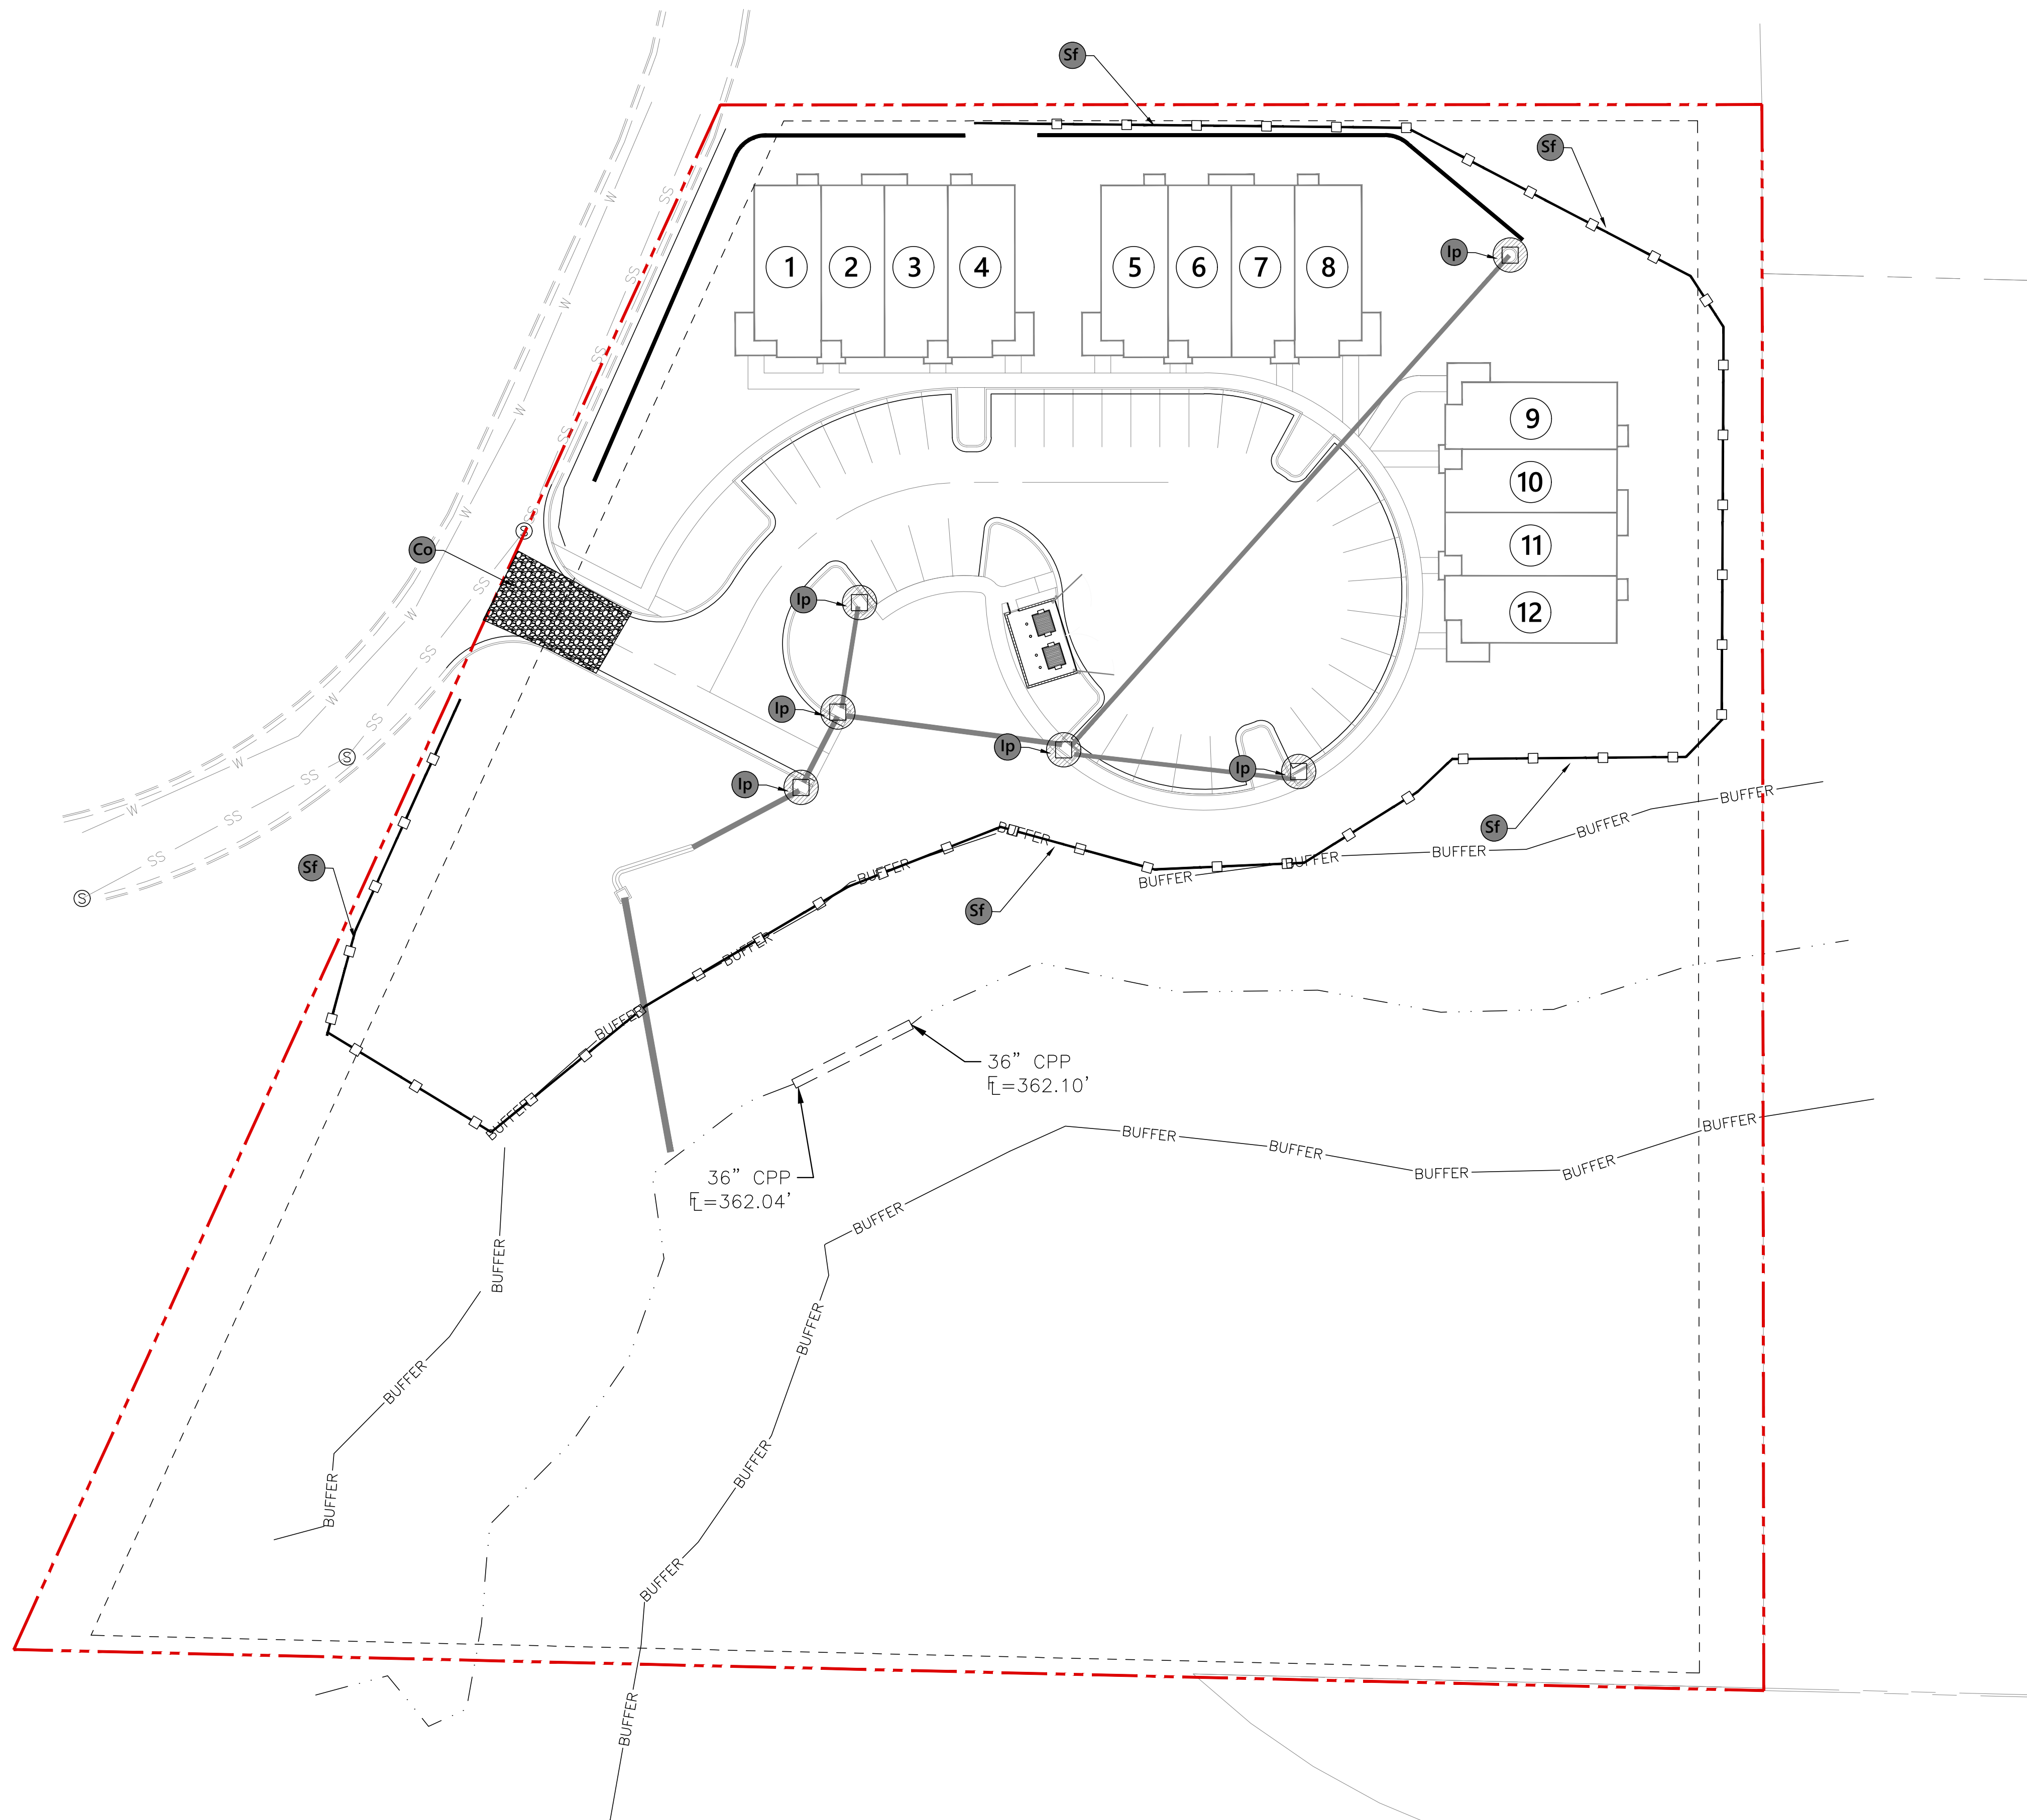 Sf
Sf
1 2 3 4 5 6 7 8
Ip
W
SS
W
SS
W
SS
9
SS
10
W
SS
S
11
Co
SS
Ip
12
W
SS
Ip
W
S
Ip
W
SS
Ip
Ip
BUFFER
W
SS
Sf
BUFFER
BUFFER
BUFFER
BUFFER
SS
Sf
BUFFER
BUFFER
S
Sf
BUFFER
BUFFER
36" CPP
FL=362.10'
BUFFER
BUFFER
BUFFER
BUFFER
BUFFER
BUFFER
36" CPP
FL=362.04'
BUFFER
BUFFER
BUFFER
BUFFER
BUFFER
BUFFER
BUFFER
BUFFER